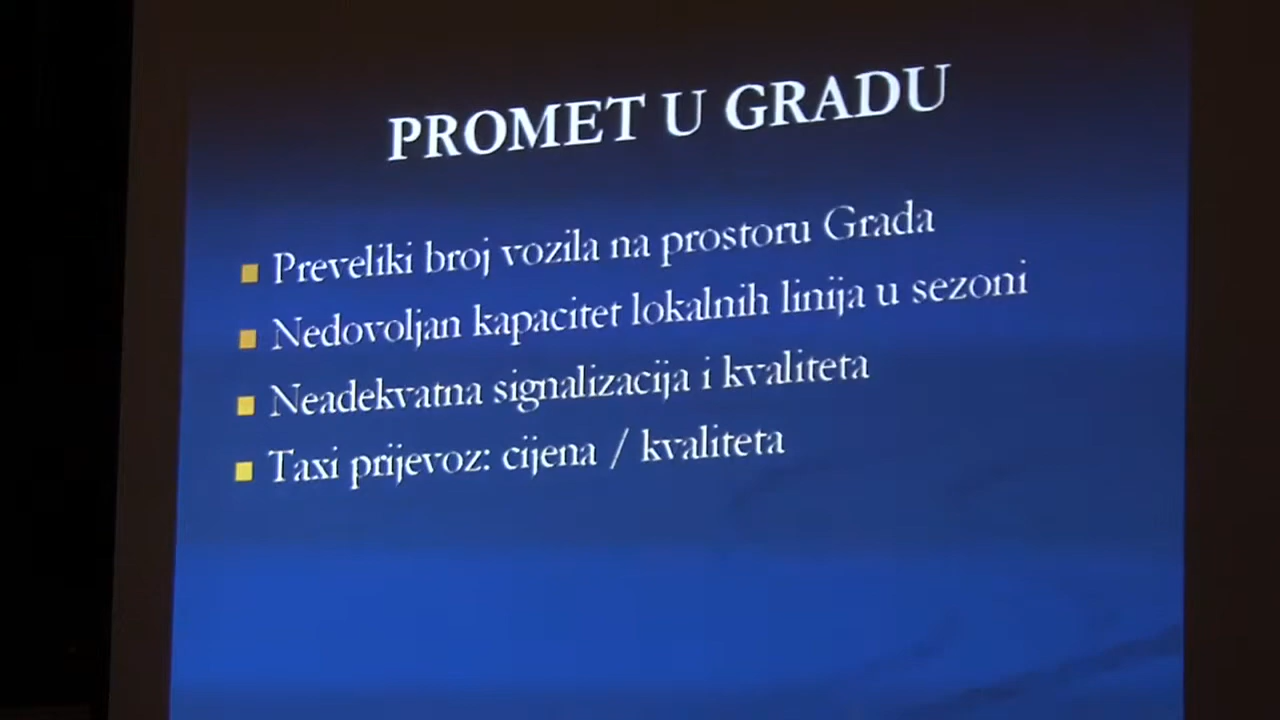 PROMET U GRADU
Preveliki broj vozila na prostoru Grada
Nedovoljan kapacitet lokalnih linija u sezoni
Neadekvatna signalizacija i kvaliteta
Taxi prijevoz: cijena / kvaliteta